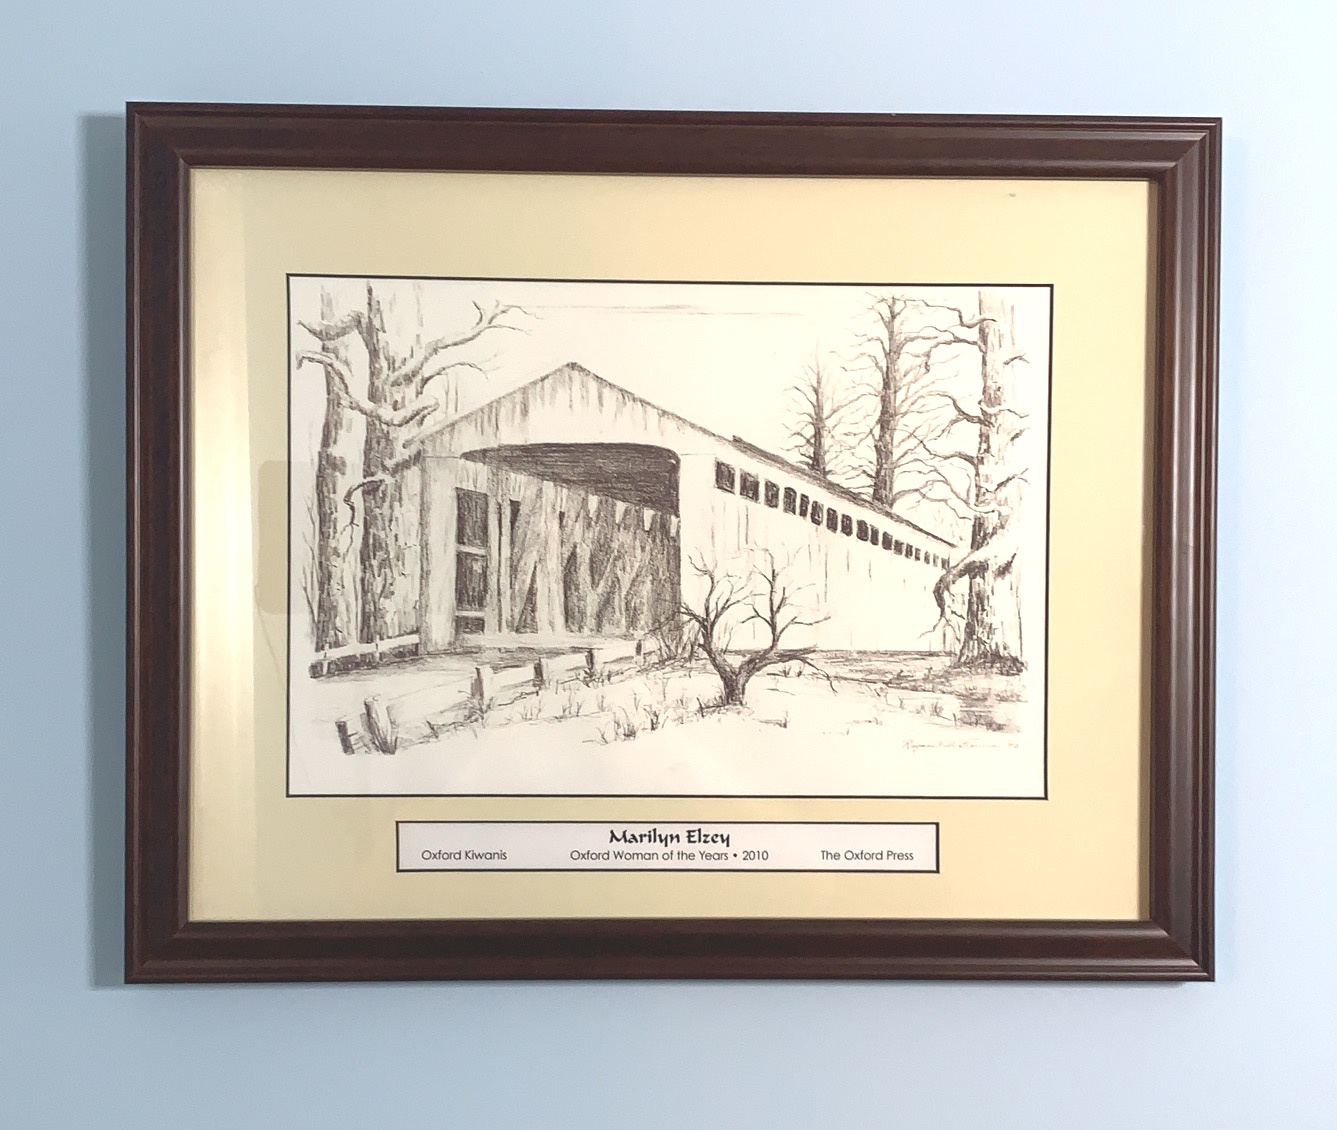 Marilyn Elzey
Oxford Kiwanis Oxford Woman of the Years • 2010 The Oxford Press